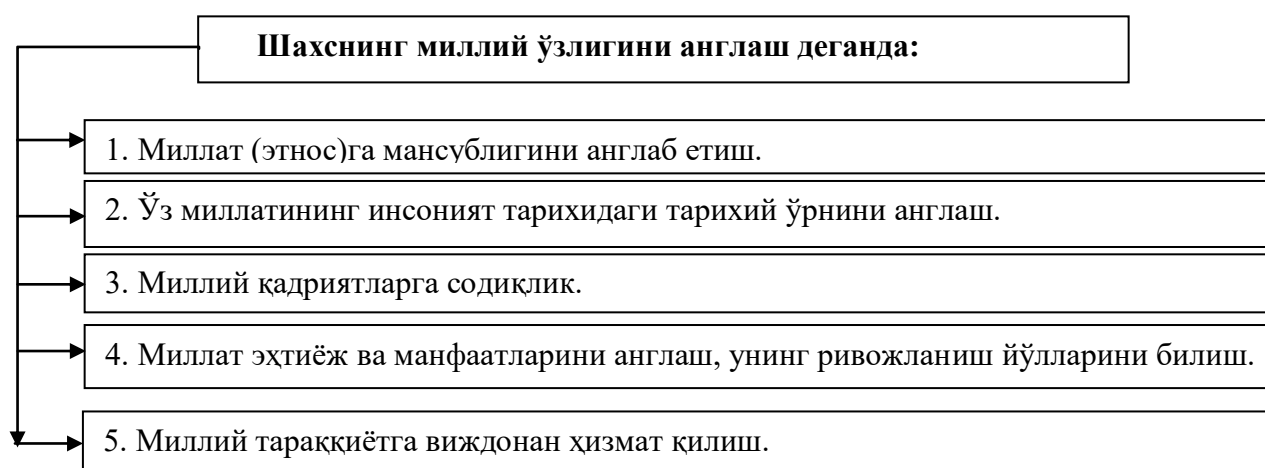 Шахснинг миллий ўзлигини англаш деганда:
1. Миллат (этнос)га мансублигини англаб етиш.
2. Ўз миллатининг инсоният тарихидаги тарихий ўрнини англаш.
3. Миллий қадриятларга содиқлик.
4. Миллат эҳтиёж ва манфаатларини англаш, унинг ривожланиш йўлларини билиш.
5. Миллий тараққиётга виждонан ҳизмат қилиш.